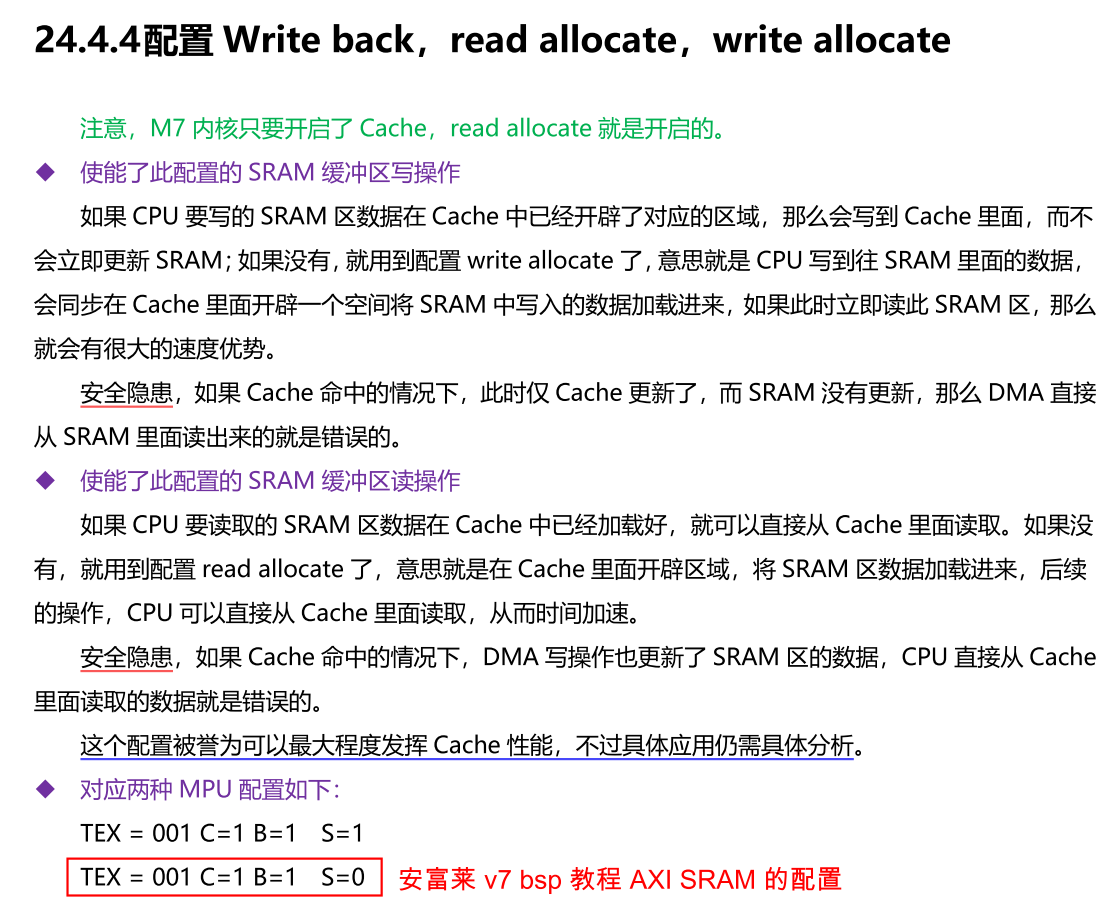 24.4.4配置 Write back，read allocate，write allocate
注意，M7 内核只要开启了 Cache，read allocate 就是开启的。
◆ 使能了此配置的 SRAM 缓冲区写操作
如果 CPU 要写的 SRAM 区数据在 Cache 中已经开辟了对应的区域，那么会写到 Cache 里面，而不
会立即更新 SRAM；如果没有，就用到配置 write allocate 了，意思就是 CPU 写到往 SRAM 里面的数据，
会同步在 Cache 里面开辟一个空间将 SRAM 中写入的数据加载进来，如果此时立即读此 SRAM 区，那么
就会有很大的速度优势。
安全隐患，如果 Cache 命中的情况下，此时仅 Cache 更新了，而 SRAM 没有更新，那么 DMA 直接
从 SRAM 里面读出来的就是错误的。
◆ 使能了此配置的 SRAM 缓冲区读操作
如果 CPU 要读取的 SRAM 区数据在 Cache 中已经加载好，就可以直接从 Cache 里面读取。如果没
有，就用到配置 read allocate 了，意思就是在 Cache 里面开辟区域，将 SRAM 区数据加载进来，后续
的操作，CPU 可以直接从 Cache 里面读取，从而时间加速。
安全隐患，如果 Cache 命中的情况下，DMA 写操作也更新了 SRAM 区的数据，CPU 直接从 Cache
里面读取的数据就是错误的。
这个配置被誉为可以最大程度发挥 Cache 性能，不过具体应用仍需具体分析。
◆ 对应两种 MPU 配置如下：
TEX = 001 C=1 B=1 S=1
TEX = 001 C=1 B=1 S=0 安富莱 v7 bsp 教程 AXI SRAM 的配置